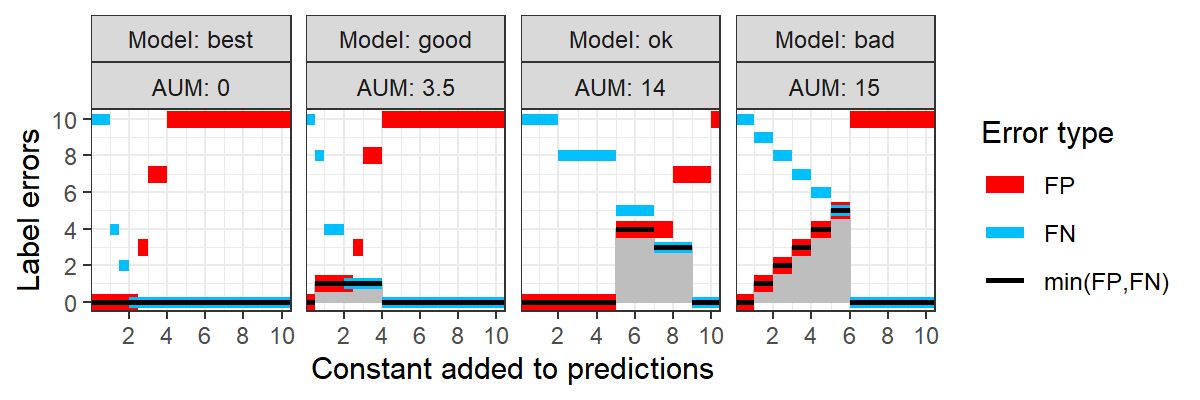 Model: best
Model: good
Model: ok
Model: bad
AUM: 0
AUM: 3.5
AUM: 14
AUM: 15
Label errors
10
8
6
4
2
0
2 4 6 8 10
2 4 6 8 10
2 4 6 8 10
2 4 6 8 10
Constant added to predictions
Error type
FP
FN
min(FP,FN)